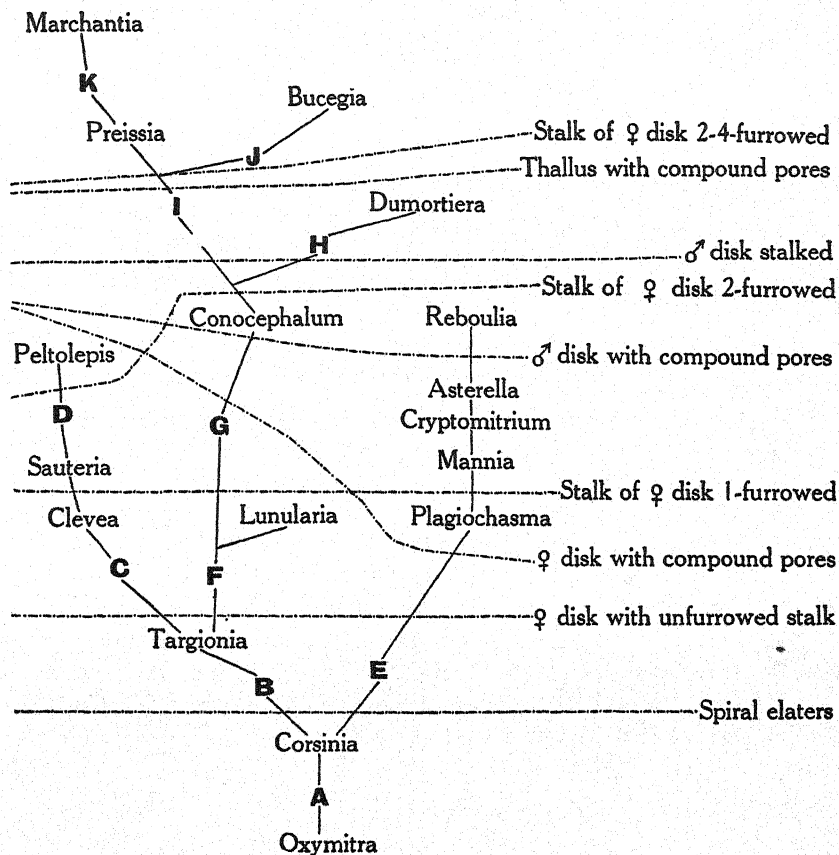 Marchantia
K
Bucegia
Preissia
Stalk of ♀ disk 2-4-furrowed
J
Thallus with compound pores
I
Dumortiera
H
♂ disk stalked
Stalk of ♀ disk 2-furrowed
Conocephalum
Reboulia
Peltolepis
♂ disk with compound pores
Asterella
D
G
Cryptomitrium
Sauteria
Mannia
Stalk of ♀ disk 1-furrowed
Clevea
Lunularia
Plagiochasma
♀ disk with compound pores
C
F
♀ disk with unfurrowed stalk
Targionia
E
B
Spiral elaters
Corsinia
A
Oxymitra